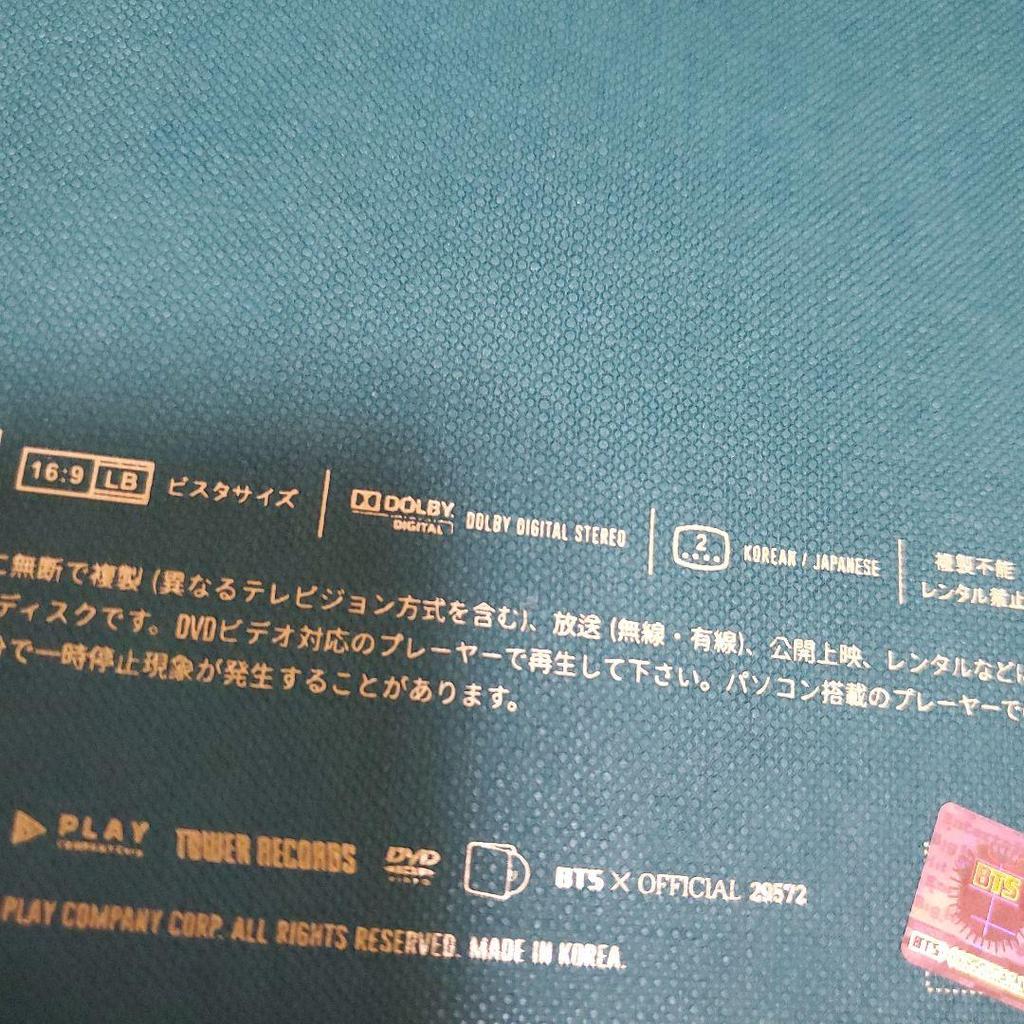 16:9 LB ビスタサイズ
DOLBY DIGITAL DOLBY DIGITAL STEREO
2 KOREAN / JAPANESE
複製不能
レンタル禁止
に無断で複製 (異なるテレビジョン方式を含む)、放送 (無線・有線)、公開上映、レンタルなど
ディスクです。DVDビデオ対応のプレーヤーで再生して下さい。パソコン搭載のプレーヤーで
で一時停止現象が発生することがあります。
PLAY TOWER RECORDS DVD VIDEO BTS X OFFICIAL 29572
PLAY COMPANY CORP. ALL RIGHTS RESERVED. MADE IN KOREA.
BTS
BTS